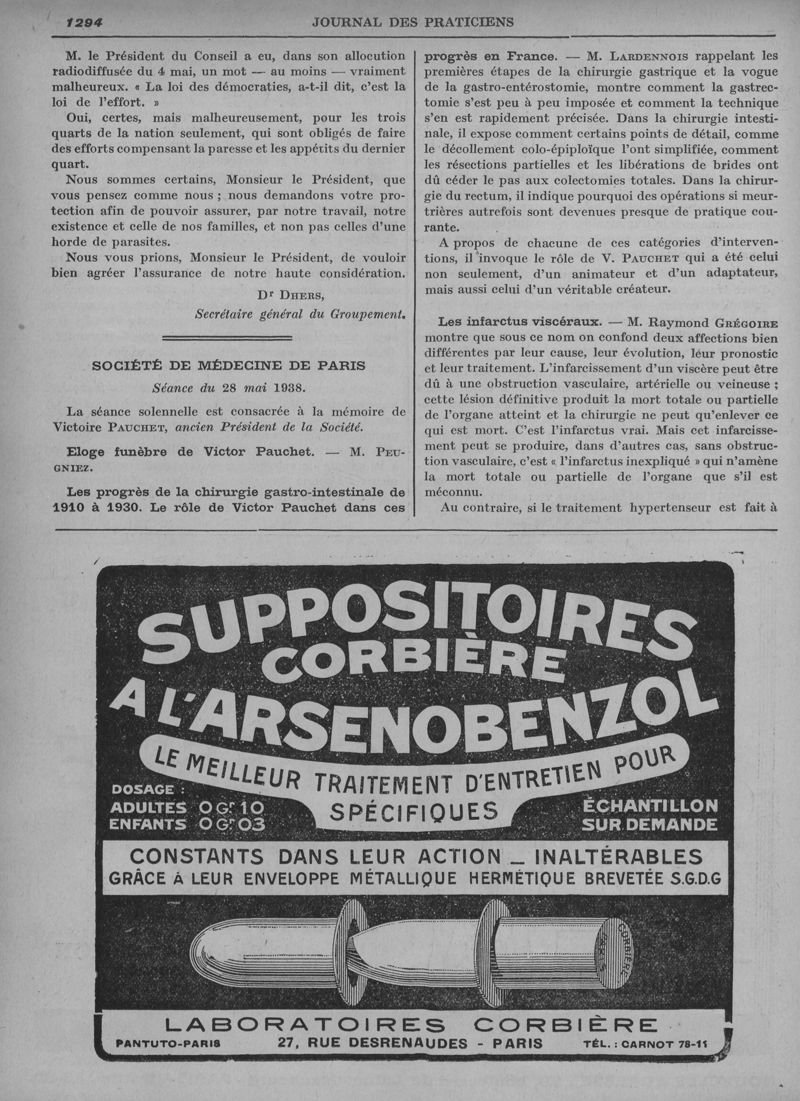 1294
JOURNAL DES PRATICIENS
M. le Président du Conseil a eu, dans son allocution
radiodiffusée du 4 mai, un mot — au moins — vraiment
malheureux. « La loi des démocraties, a-t-il dit, c'est la
loi de l'effort. »
Oui, certes, mais malheureusement, pour les trois
quarts de la nation seulement, qui sont obligés de faire
des efforts compensant la paresse et les appétits du dernier
quart.
Nous sommes certains, Monsieur le Président, que
vous pensez comme nous ; nous demandons votre pro-
tection afin de pouvoir assurer, par notre travail, notre
existence et celle de nos familles, et non pas celles d'une
horde de parasites.
Nous vous prions, Monsieur le Président, de vouloir
bien agréer l'assurance de notre haute considération.
Dr DHERS,
Secrétaire général du Groupement.
SOCIÉTÉ DE MÉDECINE DE PARIS
Séance du 28 mai 1938.
La séance solennelle est consacrée à la mémoire de
Victoire PAUCHET, ancien Président de la Société.
Eloge funèbre de Victor Pauchet. — M. PEU-
GNIEZ.
Les progrès de la chirurgie gastro-intestinale de
1910 à 1930. Le rôle de Victor Pauchet dans ces
progrès en France. — M. LARDENNOIS rappelant les
premières étapes de la chirurgie gastrique et la vogue
de la gastro-entérostomie, montre comment la gastrec-
tomie s'est peu à peu imposée et comment la technique
s'en est rapidement précisée. Dans la chirurgie intesti-
nale, il expose comment certains points de détail, comme
le décollement colo-épiploïque l'ont simplifiée, comment
les résections partielles et les libérations de brides ont
dû céder le pas aux colectomies totales. Dans la chirur-
gie du rectum, il indique pourquoi des opérations si meur-
trières autrefois sont devenues presque de pratique cou-
rante.
A propos de chacune de ces catégories d'interven-
tions, il invoque le rôle de V. PAUCHET qui a été celui
non seulement, d'un animateur et d'un adaptateur,
mais aussi celui d'un véritable créateur.
Les infarctus viscéraux. — M. Raymond GRÉGOIRE
montre que sous ce nom on confond deux affections bien
différentes par leur cause, leur évolution, leur pronostic
et leur traitement. L'infarcissement d'un viscère peut être
dû à une obstruction vasculaire, artérielle ou veineuse ;
cette lésion définitive produit la mort totale ou partielle
de l'organe atteint et la chirurgie ne peut qu'enlever ce
qui est mort. C'est l'infarctus vrai. Mais cet infarcisse-
ment peut se produire, dans d'autres cas, sans obstruc-
tion vasculaire, c'est « l'infarctus inexpliqué » qui n'amène
la mort totale ou partielle de l'organe que s'il est
méconnu.
Au contraire, si le traitement hypertenseur est fait à
SUPPOSITOIRES
CORBIÈRE
A L'ARSENOBENZOL
LE MEILLEUR TRAITEMENT D'ENTRETIEN POUR
SPÉCIFIQUES
DOSAGE :
ADULTES 0 Gr 10
ENFANTS 0 Gr 03
ÉCHANTILLON
SUR DEMANDE
CONSTANTS DANS LEUR ACTION _ INALTÉRABLES
GRÂCE A LEUR ENVELOPPE MÉTALLIQUE HERMÉTIQUE BREVETÉE S.G.D.G
CORBIÈRE
PARIS
LABORATOIRES CORBIÈRE
PANTUTO-PARIS 27, RUE DESRENAUDES - PARIS TÉL. : CARNOT 78-11